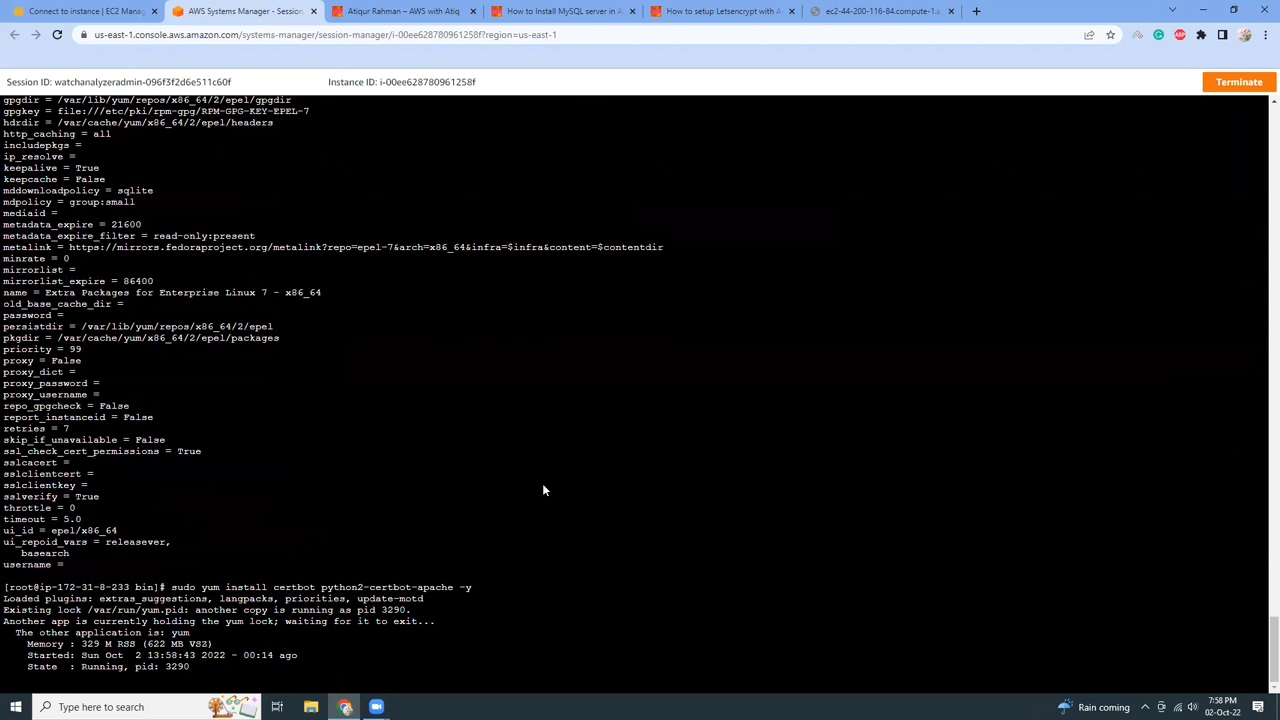 Connect to instance | EC2 Manag
AWS Systems Manager - Session
Atiqur Rahman – AWS with Atiq
How to Install MySQL server in A
How to setup Letsencrypt with A
ec2-44-200-116-84.compute-1.a
us-east-1.console.aws.amazon.com/systems-manager/session-manager/i-00ee628780961258f?region=us-east-1
Session ID: watchanalyzeradmin-096f3f2d6e511c60f
Instance ID: i-00ee628780961258f
Terminate
gpgdir = /var/lib/yum/repos/x86_64/2/epel/gpgdir
gpgkey = file:///etc/pki/rpm-gpg/RPM-GPG-KEY-EPEL-7
hdrdir = /var/cache/yum/x86_64/2/epel/headers
http_caching = all
includepkgs =
ip_resolve =
keepalive = True
keepcache = False
mddownloadpolicy = sqlite
mdpolicy = group:small
mediaid =
metadata_expire = 21600
metadata_expire_filter = read-only:present
metalink = https://mirrors.fedoraproject.org/metalink?repo=epel-7&arch=x86_64&infra=$infra&content=$contentdir
minrate = 0
mirrorlist =
mirrorlist_expire = 86400
name = Extra Packages for Enterprise Linux 7 - x86_64
old_base_cache_dir =
password =
persistdir = /var/lib/yum/repos/x86_64/2/epel
pkgdir = /var/cache/yum/x86_64/2/epel/packages
priority = 99
proxy = False
proxy_dict =
proxy_password =
proxy_username =
repo_gpgcheck = False
report_instanceid = False
retries = 7
skip_if_unavailable = False
ssl_check_cert_permissions = True
sslcacert =
sslclientcert =
sslclientkey =
sslverify = True
throttle = 0
timeout = 5.0
ui_id = epel/x86_64
ui_repoid_vars = releasever,
basearch
username =
[root@ip-172-31-8-233 bin]# sudo yum install certbot python2-certbot-apache -y
Loaded plugins: extras_suggestions, langpacks, priorities, update-motd
Existing lock /var/run/yum.pid: another copy is running as pid 3290.
Another app is currently holding the yum lock; waiting for it to exit...
The other application is: yum
Memory : 329 M RSS (622 MB VSZ)
Started: Sun Oct  2 13:58:43 2022 - 00:14 ago
State  : Running, pid: 3290
Type here to search
Rain coming
7:58 PM
02-Oct-22